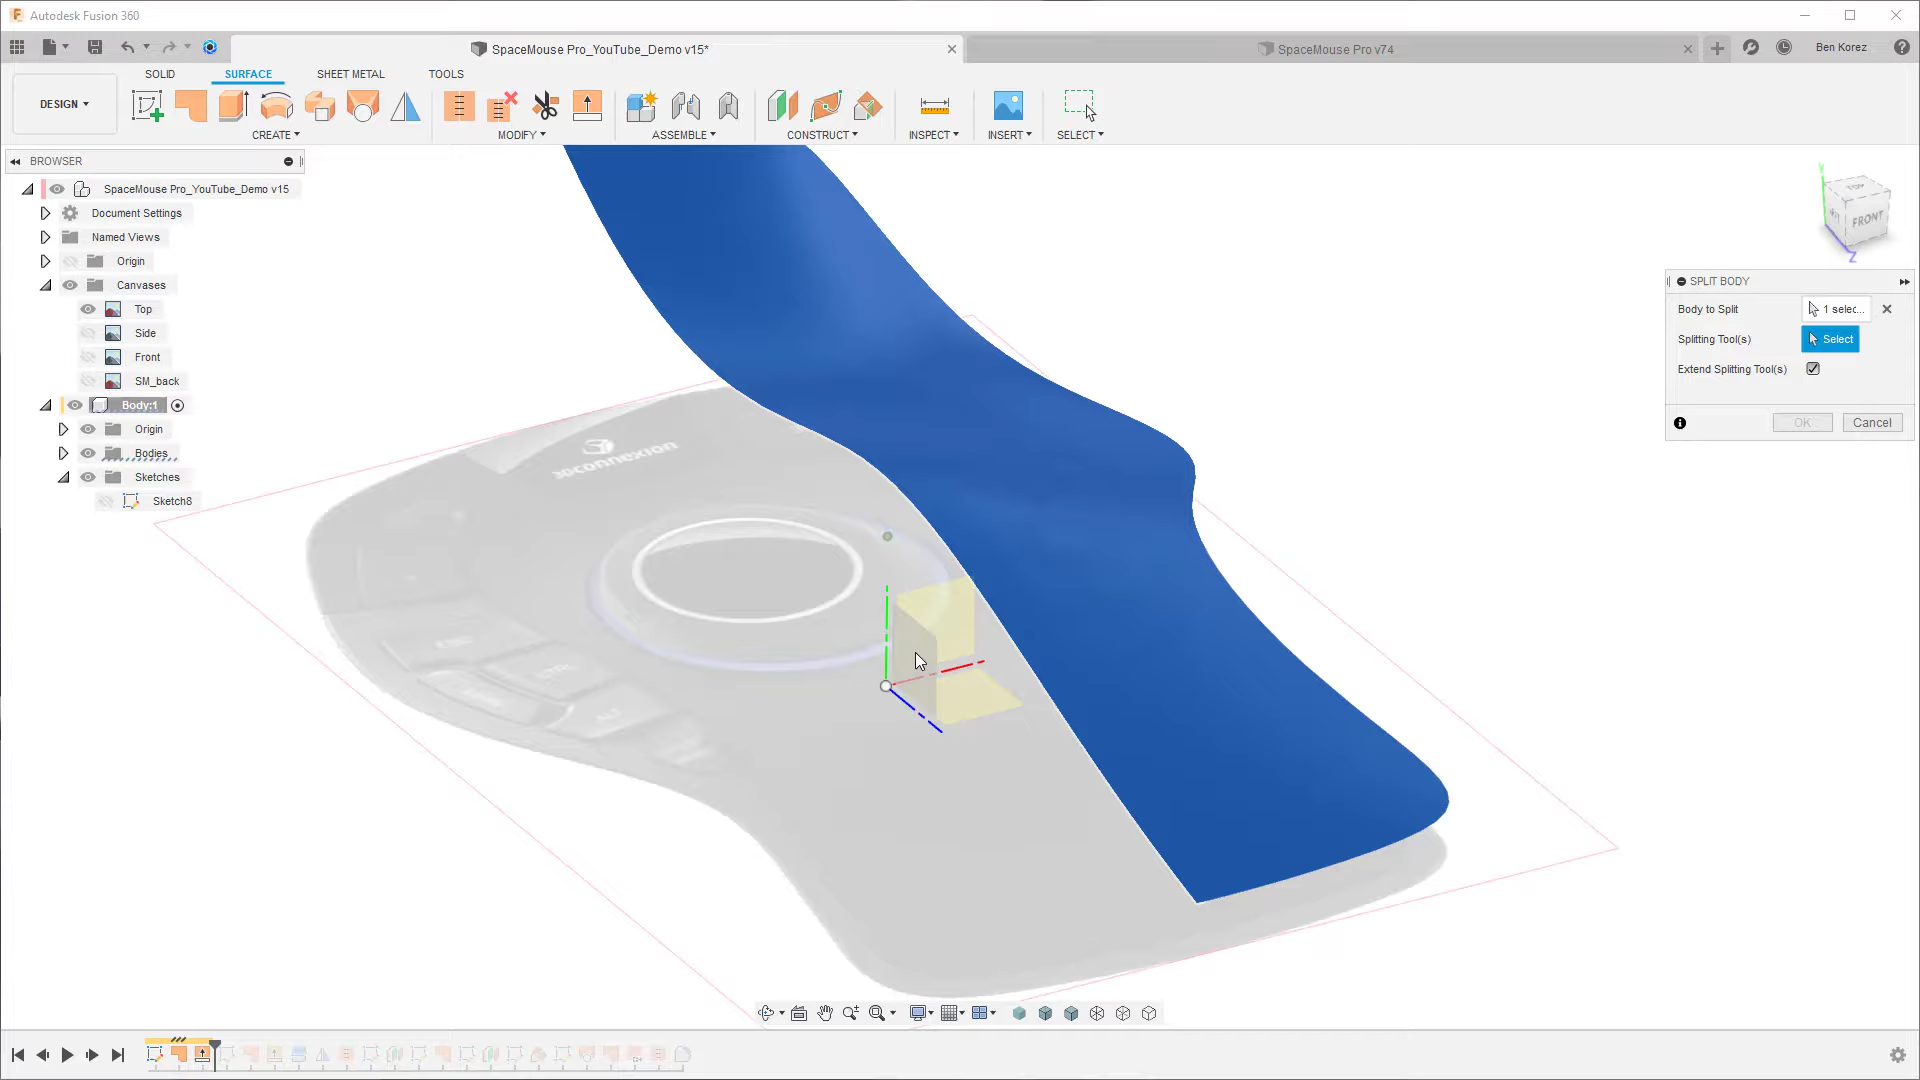 Autodesk Fusion 360
SpaceMouse Pro_YouTube_Demo v15*
SpaceMouse Pro v74
Ben Korez
SOLID
SURFACE
SHEET METAL
TOOLS
DESIGN
CREATE
MODIFY
ASSEMBLE
CONSTRUCT
INSPECT
INSERT
SELECT
BROWSER
SpaceMouse Pro_YouTube_Demo v15
Document Settings
Named Views
Origin
Canvases
Top
Side
Front
SM_back
Body:1
Origin
Bodies
Sketches
Sketch8
Y
TOP
FRONT
Z
SPLIT BODY
Body to Split
1 selec...
Splitting Tool(s)
Select
Extend Splitting Tool(s)
OK
Cancel
3Dconnexion
CTRL
ALT